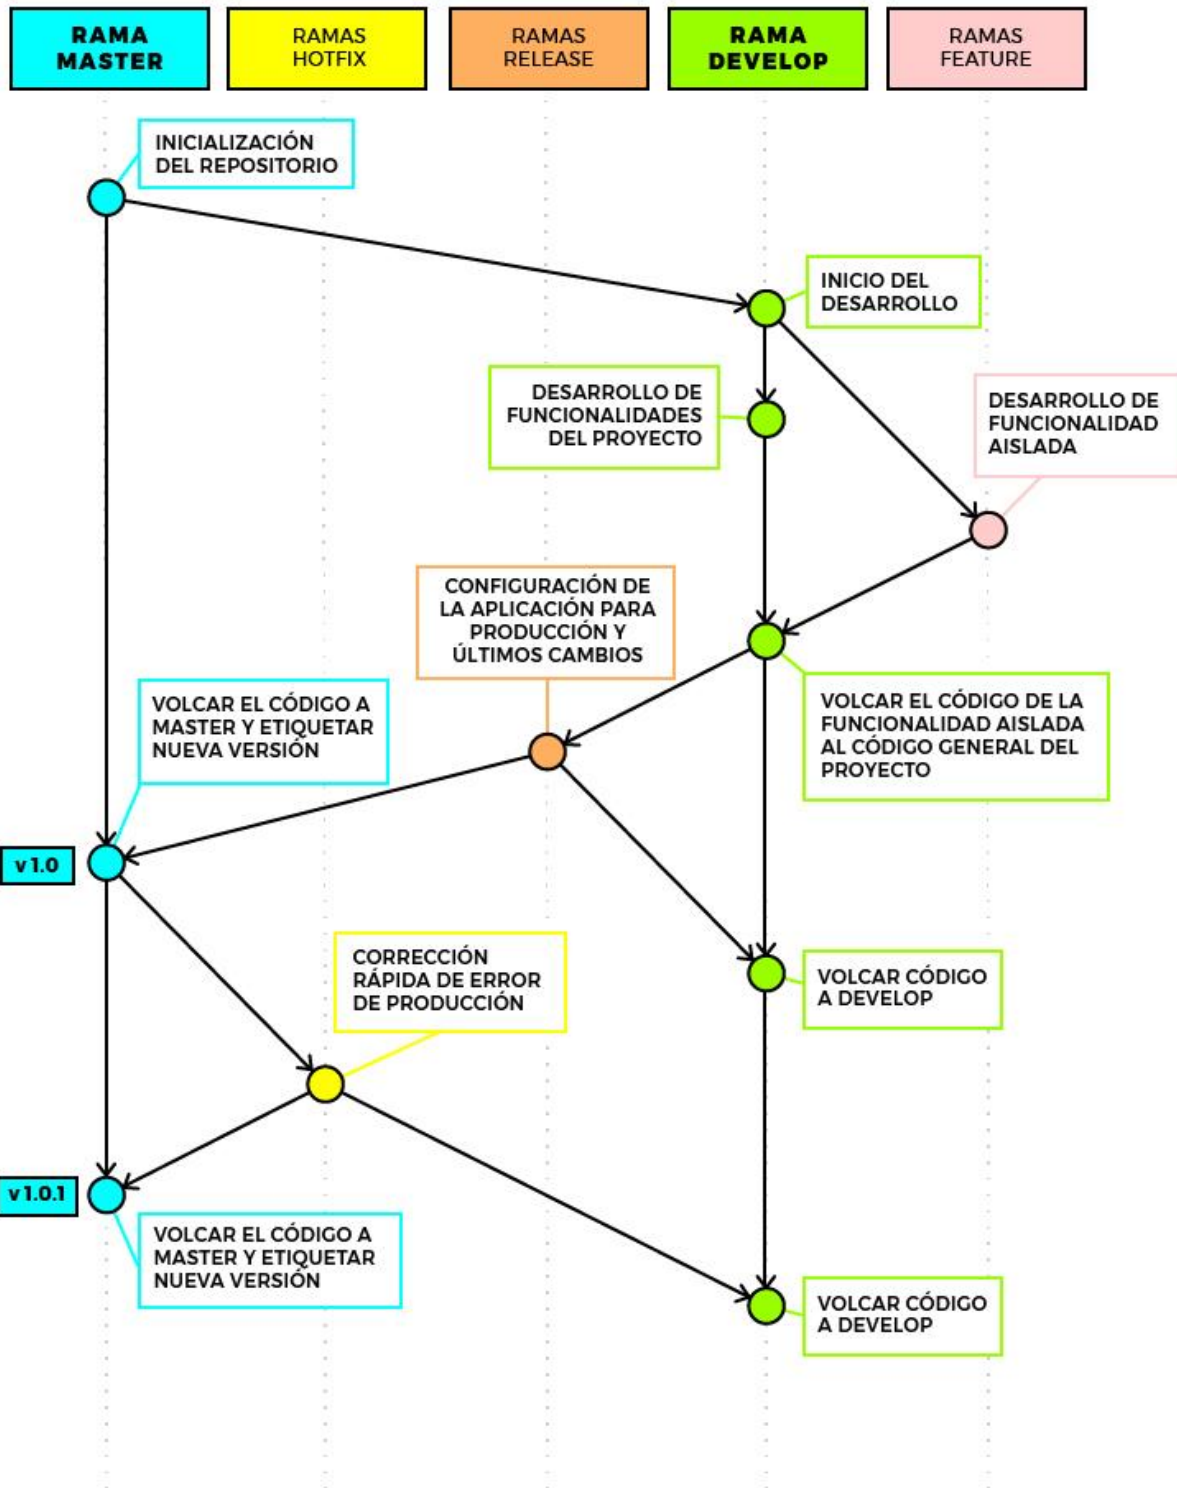 RAMA
MASTER
RAMAS
HOTFIX
RAMAS
RELEASE
RAMA
DEVELOP
RAMAS
FEATURE
INICIALIZACIÓN
DEL REPOSITORIO
INICIO DEL
DESARROLLO
DESARROLLO DE
FUNCIONALIDADES
DEL PROYECTO
DESARROLLO DE
FUNCIONALIDAD
AISLADA
CONFIGURACIÓN DE
LA APLICACIÓN PARA
PRODUCCIÓN Y
ÚLTIMOS CAMBIOS
VOLCAR EL CÓDIGO DE LA
FUNCIONALIDAD AISLADA
AL CÓDIGO GENERAL DEL
PROYECTO
VOLCAR EL CÓDIGO A
MASTER Y ETIQUETAR
NUEVA VERSIÓN
v 1.0
CORRECCIÓN
RÁPIDA DE ERROR
DE PRODUCCIÓN
VOLCAR CÓDIGO
A DEVELOP
v 1.0.1
VOLCAR EL CÓDIGO A
MASTER Y ETIQUETAR
NUEVA VERSIÓN
VOLCAR CÓDIGO
A DEVELOP